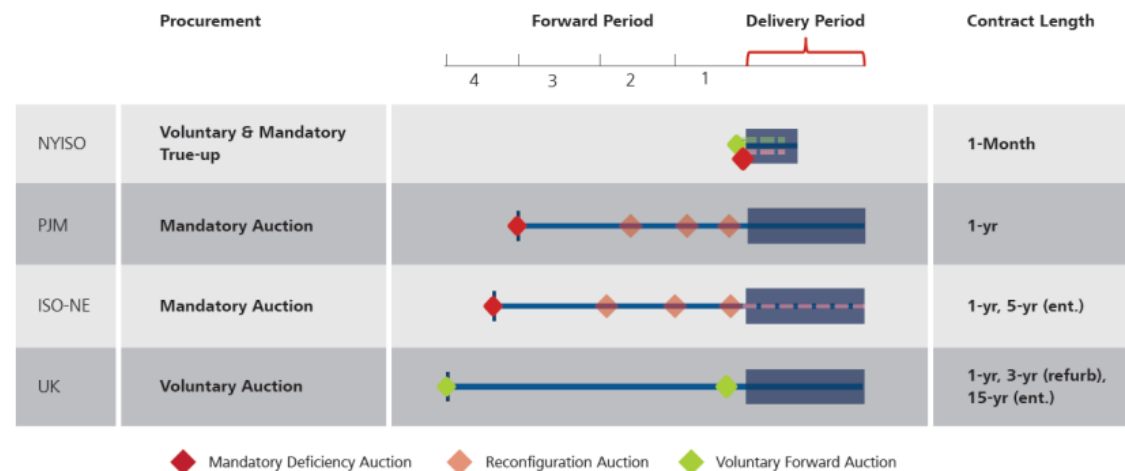 Procurement Forward Period Delivery Period Contract Length
4 3 2 1
NYISO Voluntary & Mandatory True-up 1-Month
PJM Mandatory Auction 1-yr
ISO-NE Mandatory Auction 1-yr, 5-yr (ent.)
UK Voluntary Auction 1-yr, 3-yr (refurb), 15-yr (ent.)
Mandatory Deficiency Auction Reconfiguration Auction Voluntary Forward Auction